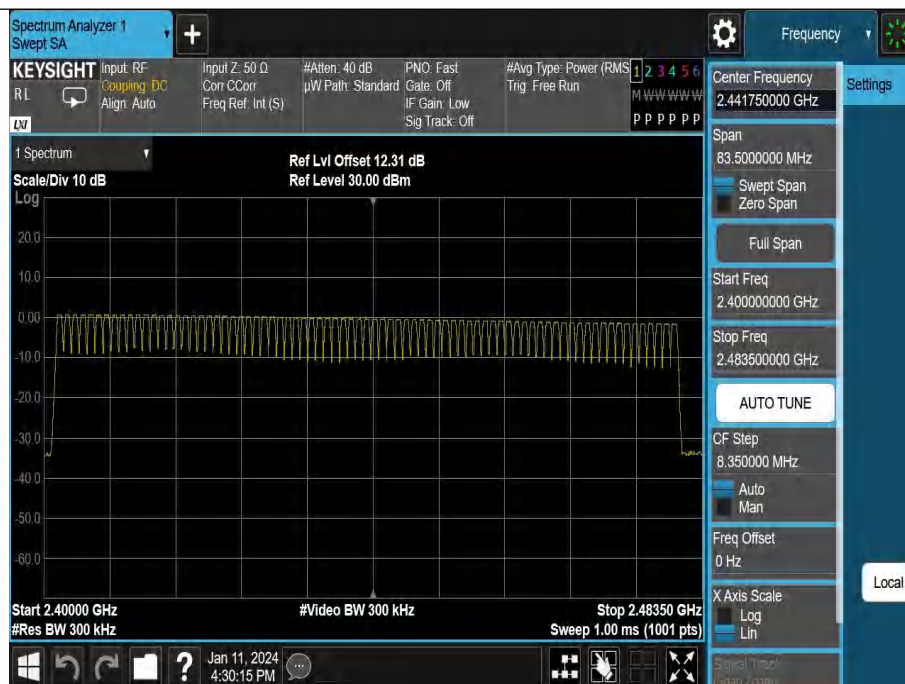 Spectrum Analyzer 1
Swept SA
Frequency
KEYSIGHT
RL
LXI
Input: RF
Coupling: DC
Align: Auto
Input Z: 50 Ω
Corr CCorr
Freq Ref: Int (S)
#Atten: 40 dB
µW Path: Standard
PNO: Fast
Gate: Off
IF Gain: Low
Sig Track: Off
#Avg Type: Power (RMS
Trig: Free Run
1 2 3 4 5 6
M W W W W W
P P P P P P
Center Frequency
2.441750000 GHz
Settings
Span
83.5000000 MHz
Swept Span
Zero Span
Full Span
Start Freq
2.400000000 GHz
Stop Freq
2.483500000 GHz
AUTO TUNE
CF Step
8.350000 MHz
Auto
Man
Freq Offset
0 Hz
X Axis Scale
Log
Lin
Local
1 Spectrum
Scale/Div 10 dB
Ref Lvl Offset 12.31 dB
Ref Level 30.00 dBm
Log
20.0
10.0
0.00
-10.0
-20.0
-30.0
-40.0
-50.0
-60.0
Start 2.40000 GHz
#Res BW 300 kHz
#Video BW 300 kHz
Stop 2.48350 GHz
Sweep 1.00 ms (1001 pts)
?
Jan 11, 2024
4:30:15 PM